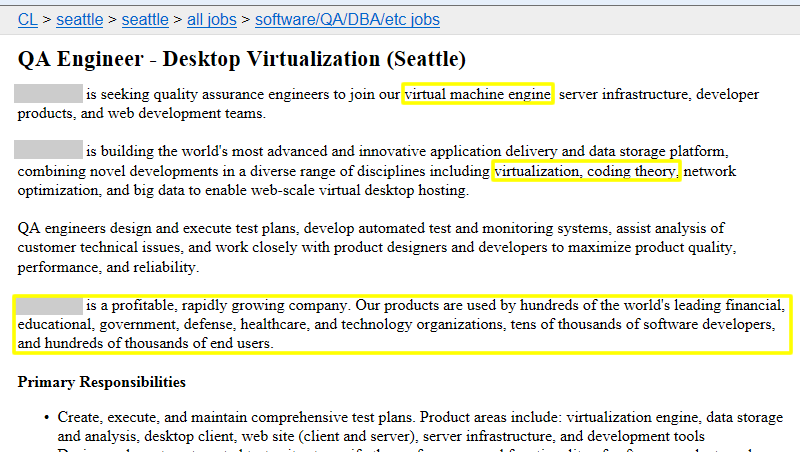 CL > seattle > seattle > all jobs > software/QA/DBA/etc jobs
QA Engineer - Desktop Virtualization (Seattle)
is seeking quality assurance engineers to join our virtual machine engine, server infrastructure, developer
products, and web development teams.
is building the world's most advanced and innovative application delivery and data storage platform,
combining novel developments in a diverse range of disciplines including virtualization, coding theory, network
optimization, and big data to enable web-scale virtual desktop hosting.
QA engineers design and execute test plans, develop automated test and monitoring systems, assist analysis of
customer technical issues, and work closely with product designers and developers to maximize product quality,
performance, and reliability.
is a profitable, rapidly growing company. Our products are used by hundreds of the world's leading financial,
educational, government, defense, healthcare, and technology organizations, tens of thousands of software developers,
and hundreds of thousands of end users.
Primary Responsibilities
• Create, execute, and maintain comprehensive test plans. Product areas include: virtualization engine, data storage
and analysis, desktop client, web site (client and server), server infrastructure, and development tools